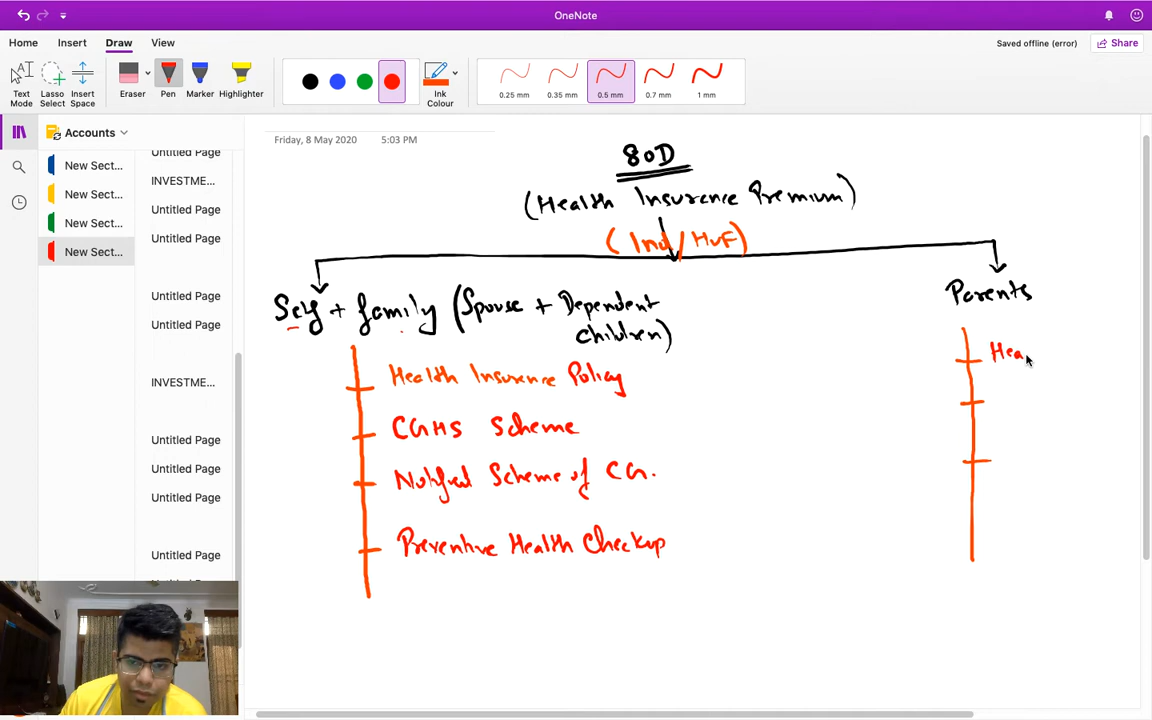 OneNote
Home Insert Draw View
Saved offline (error)
Share
Text Mode
Lasso Select
Insert Space
Eraser
Pen
Marker
Highlighter
Ink Colour
0.25 mm
0.35 mm
0.5 mm
0.7 mm
1 mm
Accounts
New Sect...
New Sect...
New Sect...
New Sect...
Untitled Page
INVESTME...
Untitled Page
Untitled Page
Untitled Page
Untitled Page
INVESTME...
Untitled Page
Untitled Page
Untitled Page
Untitled Page
Friday, 8 May 2020 5:03 PM
80D
(Health Insurance Premium)
(Ind/HUF)
Self + family (Spouse + Dependent
children)
Health Insurence Policy
CGHS Scheme
Notified Scheme of CG.
Preventive Health Checkup
Parents
Hea